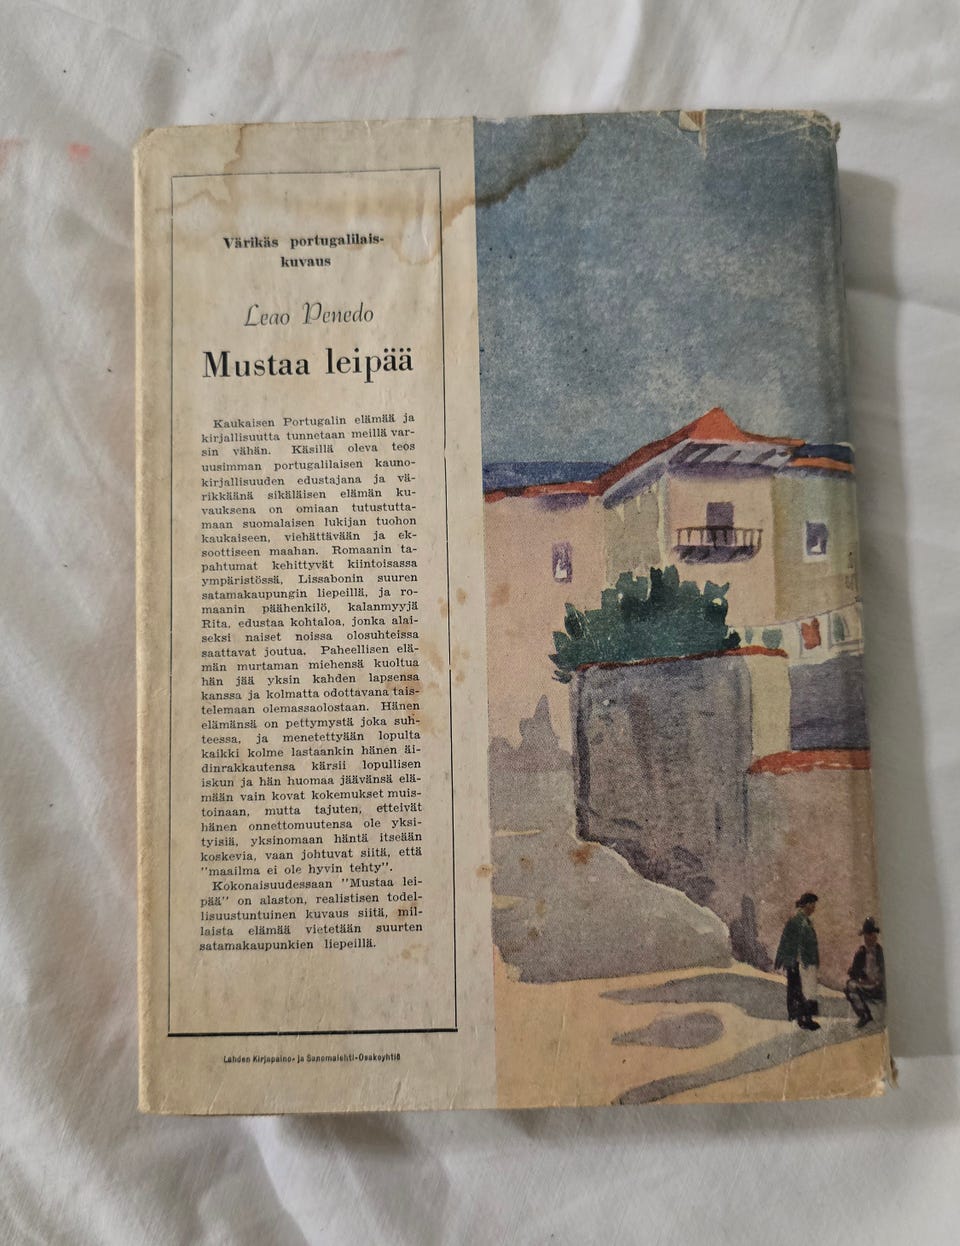 Värikäs portugalilais-
kuvaus
Leao Penedo
Mustaa leipää
Kaukaisen Portugalin elämää ja
kirjallisuutta tunnetaan meillä var-
sin vähän. Käsillä oleva teos
uusimman portugalilaisen kauno-
kirjallisuuden edustajana ja vä-
rikkäänä sikäläisen elämän ku-
vauksena on omiaan tutustutta-
maan suomalaisen lukijan tuohon
kaukaiseen, viehättävään ja ek-
soottiseen maahan. Romaanin ta-
pahtumat kehittyvät kiintoisassa
ympäristössä, Lissabonin suuren
satamakaupungin liepeillä, ja ro-
maanin päähenkilö, kalanmyyjä
Rita, edustaa kohtaloa, jonka alai-
seksi naiset noissa olosuhteissa
saattavat joutua. Paheellisen elä-
män murtaman miehensä kuoltua
hän jää yksin kahden lapsensa
kanssa ja kolmatta odottavana tais-
telemaan olemassaolostaan. Hänen
elämänsä on pettymystä joka suh-
teessa, ja menetettyään lopulta
kaikki kolme lastaankin hänen äi-
dinrakkautensa kärsii lopullisen
iskun ja hän huomaa jäävänsä elä-
mään vain kovat kokemukset muis-
toinaan, mutta tajuten, etteivät
hänen onnettomuutensa ole yksi-
tyisiä, yksinomaan häntä itseään
koskevia, vaan johtuvat siitä, että
"maailma ei ole hyvin tehty".
Kokonaisuudessaan "Mustaa lei-
pää" on alaston, realistisen todel-
lisuustuntuinen kuvaus siitä, mil-
laista elämää vietetään suurten
satamakaupunkien liepeillä.
Lahden Kirjapaino- ja Sanomalehti-Osakeyhtiö